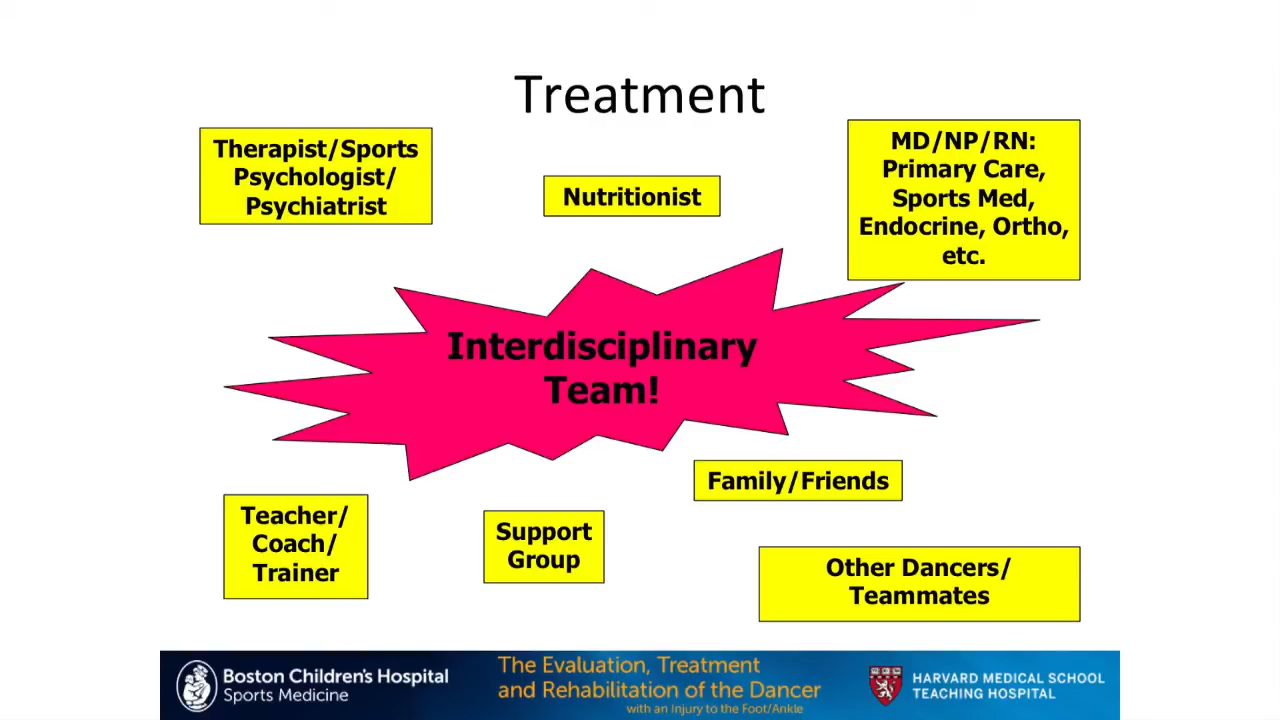 Treatment
Therapist/Sports
Psychologist/
Psychiatrist
Nutritionist
MD/NP/RN:
Primary Care,
Sports Med,
Endocrine, Ortho,
etc.
Interdisciplinary
Team!
Family/Friends
Teacher/
Coach/
Trainer
Support
Group
Other Dancers/
Teammates
Boston Children's Hospital
Sports Medicine
The Evaluation, Treatment
and Rehabilitation of the Dancer
with an Injury to the Foot/Ankle
HARVARD MEDICAL SCHOOL
TEACHING HOSPITAL